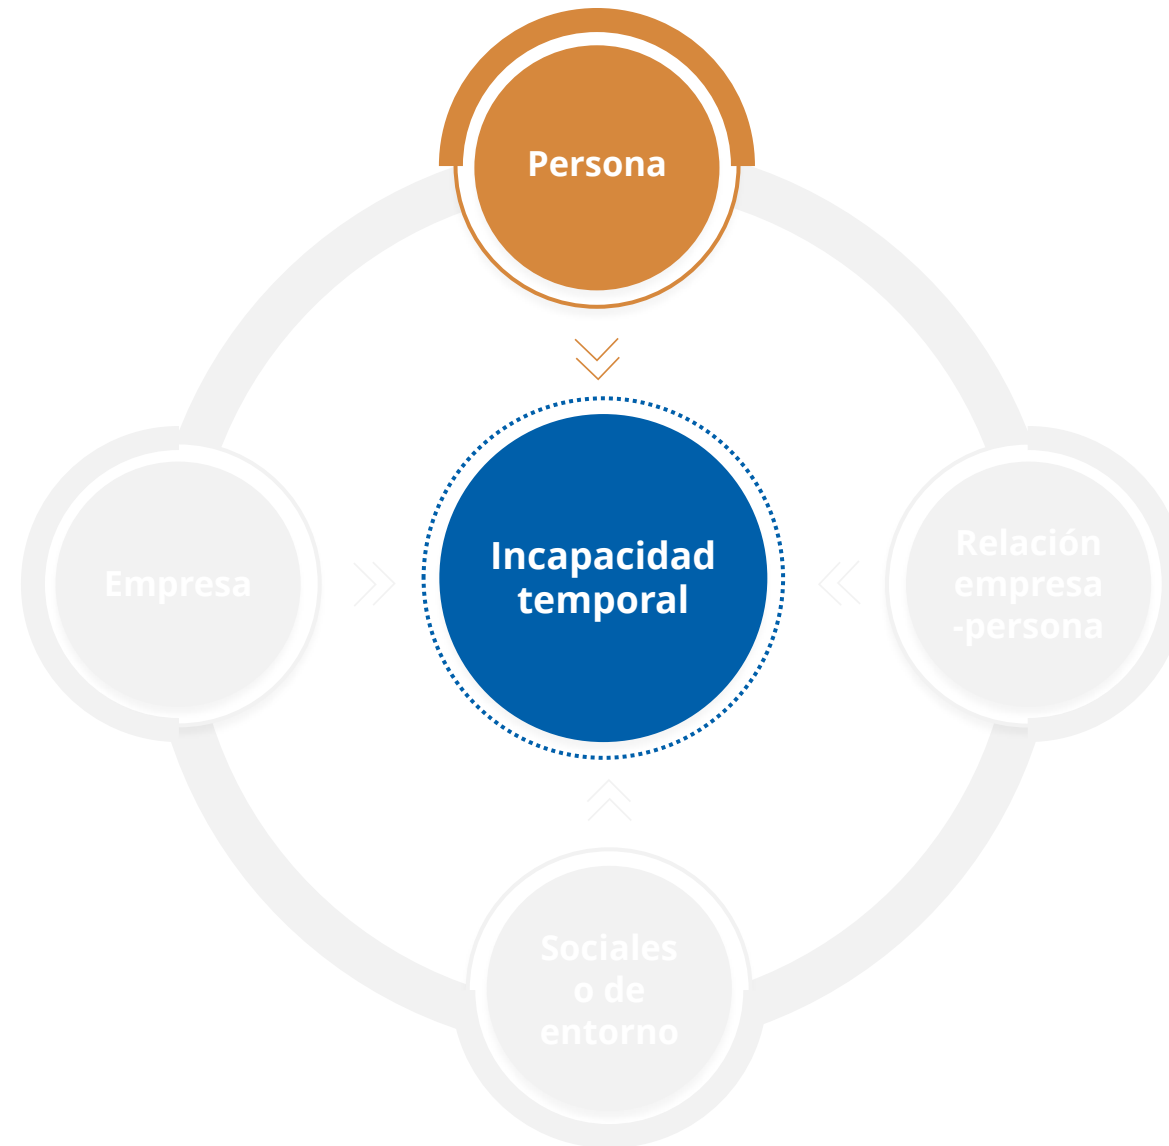 Persona
Incapacidad
temporal
Empresa
Relación
empresa
-persona
Sociales
o de
entorno